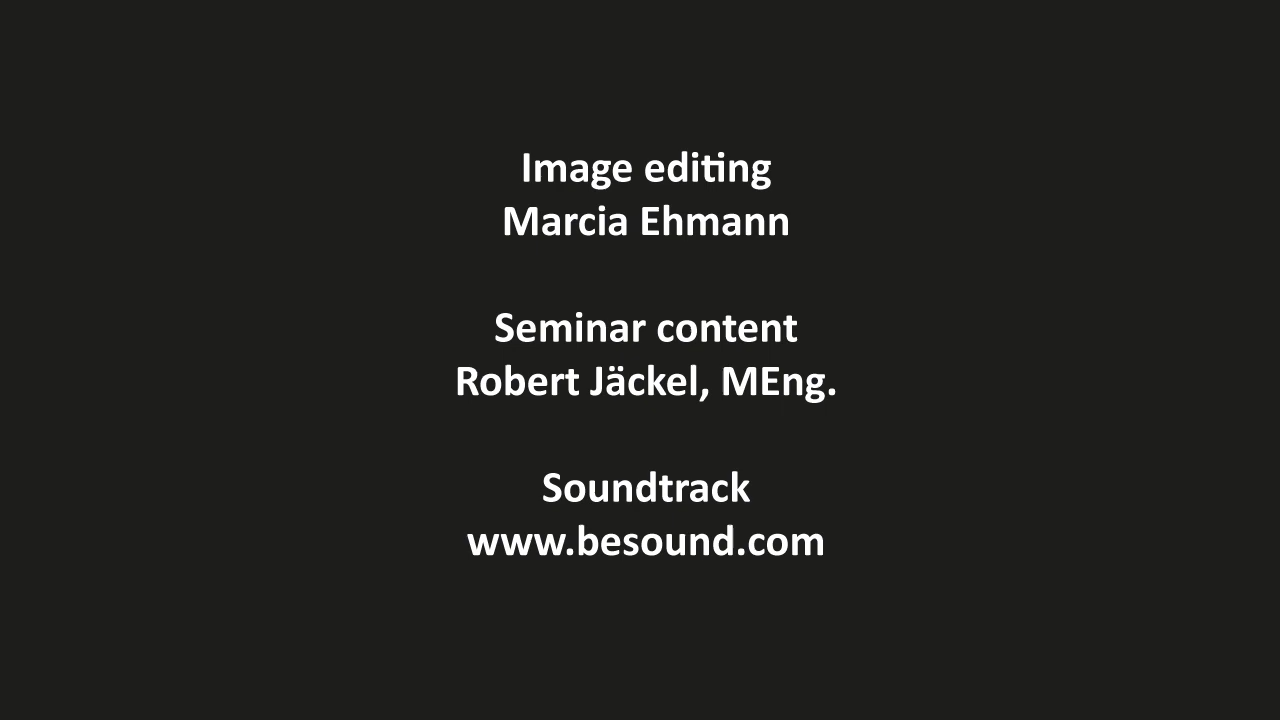 Image editing
Marcia Ehmann
Seminar content
Robert Jäckel, MEng.
Soundtrack
www.besound.com